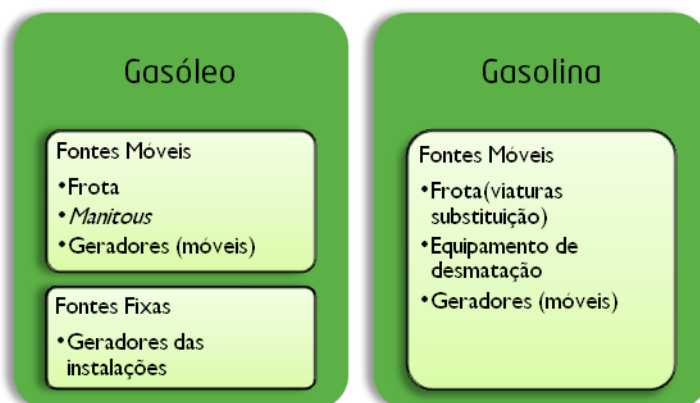 Gasóleo
Fontes Móveis
•Frota
•Manitous
•Geradores (móveis)
Fontes Fixas
•Geradores das
instalações
Gasolina
Fontes Móveis
•Frota(viaturas
substituição)
•Equipamento de
desmatação
•Geradores (móveis)